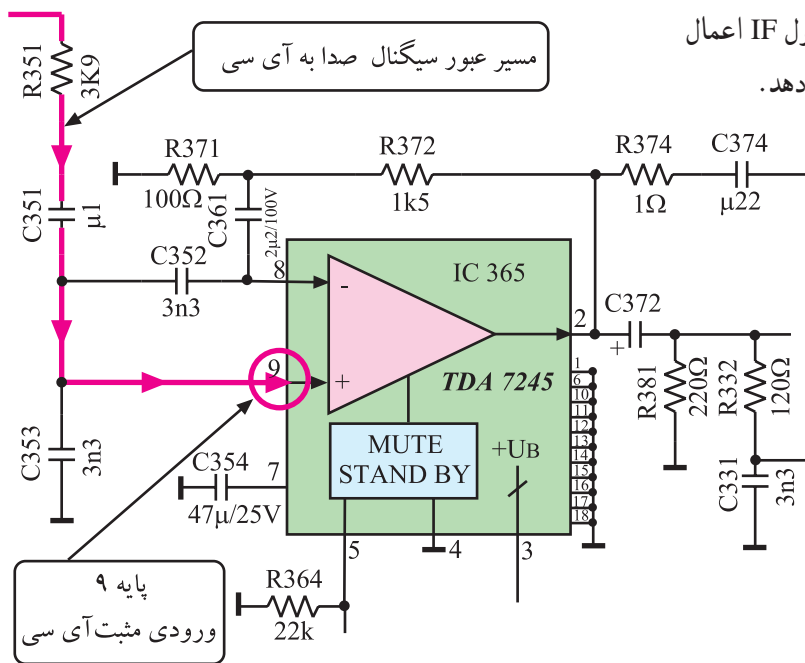 رل IF اعمال
دهد.
مسیر عبور سیگنال صدا به آی سی
R351
3K9
C351
µ1
R371
100Ω
C361
2µ2/100V
R372
1k5
R374
1Ω
C374
µ22
C352
3n3
8
-
IC 365
2
C372
+
9
+
TDA 7245
R381
220Ω
R332
120Ω
1
6
10
11
12
13
14
15
16
17
18
C353
3n3
C354
47µ/25V
7
MUTE
STAND BY
+UB
C331
3n3
5
4
3
R364
22k
پایه ۹
ورودی مثبت آی سی